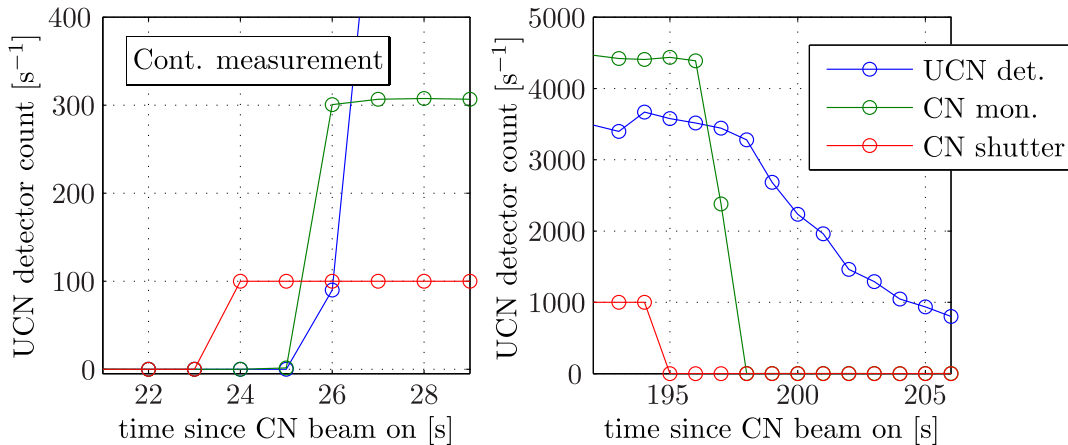 Cont. measurement
UCN detector count [s⁻¹]
400
300
200
100
0
22 24 26 28
time since CN beam on [s]
UCN detector count [s⁻¹]
5000
4000
3000
2000
1000
0
195 200 205
time since CN beam on [s]
UCN det.
CN mon.
CN shutter